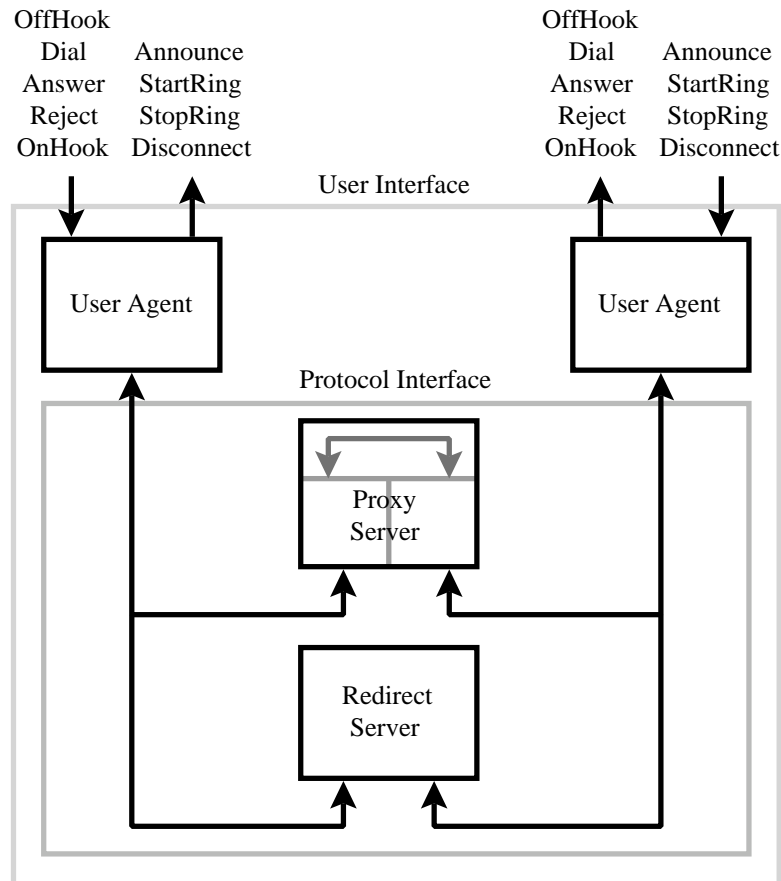 OffHook
Dial
Answer
Reject
OnHook
Announce
StartRing
StopRing
Disconnect
OffHook
Dial
Answer
Reject
OnHook
Announce
StartRing
StopRing
Disconnect
User Interface
User Agent
User Agent
Protocol Interface
Proxy
Server
Redirect
Server